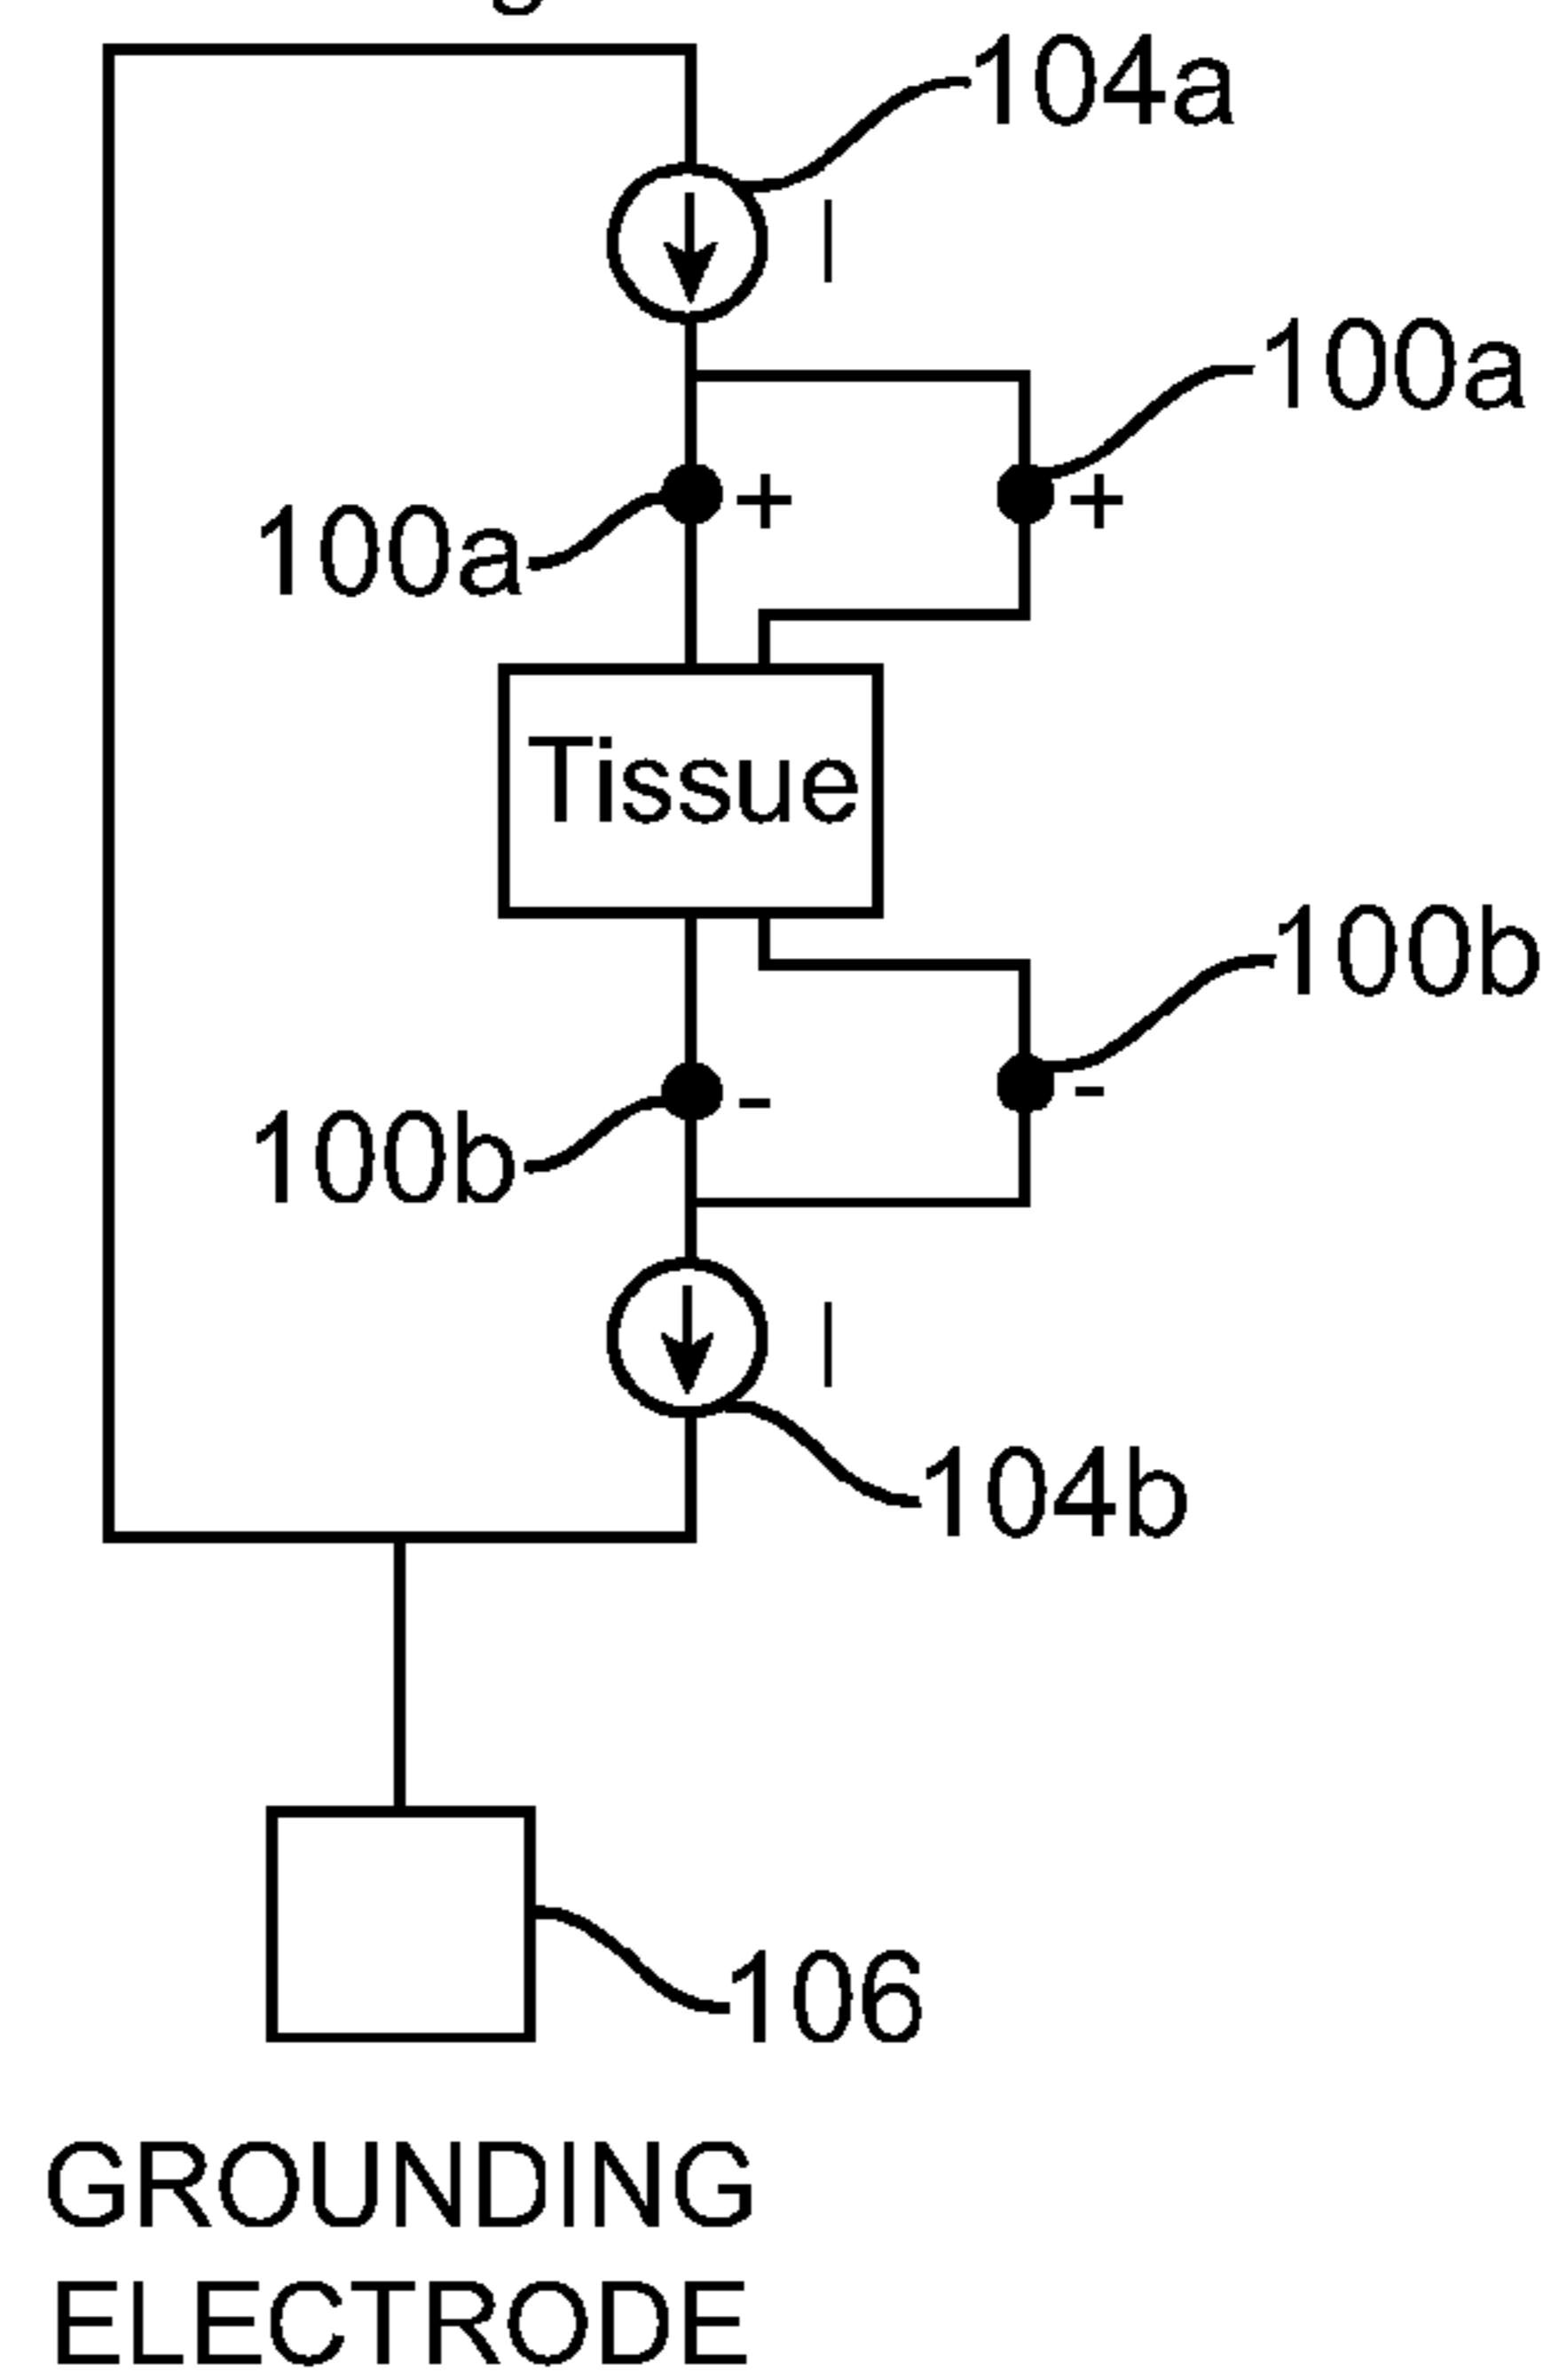 104a
I
100a
+
+
100a
Tissue
100b
-
-
100b
I
104b
106
GROUNDING
ELECTRODE